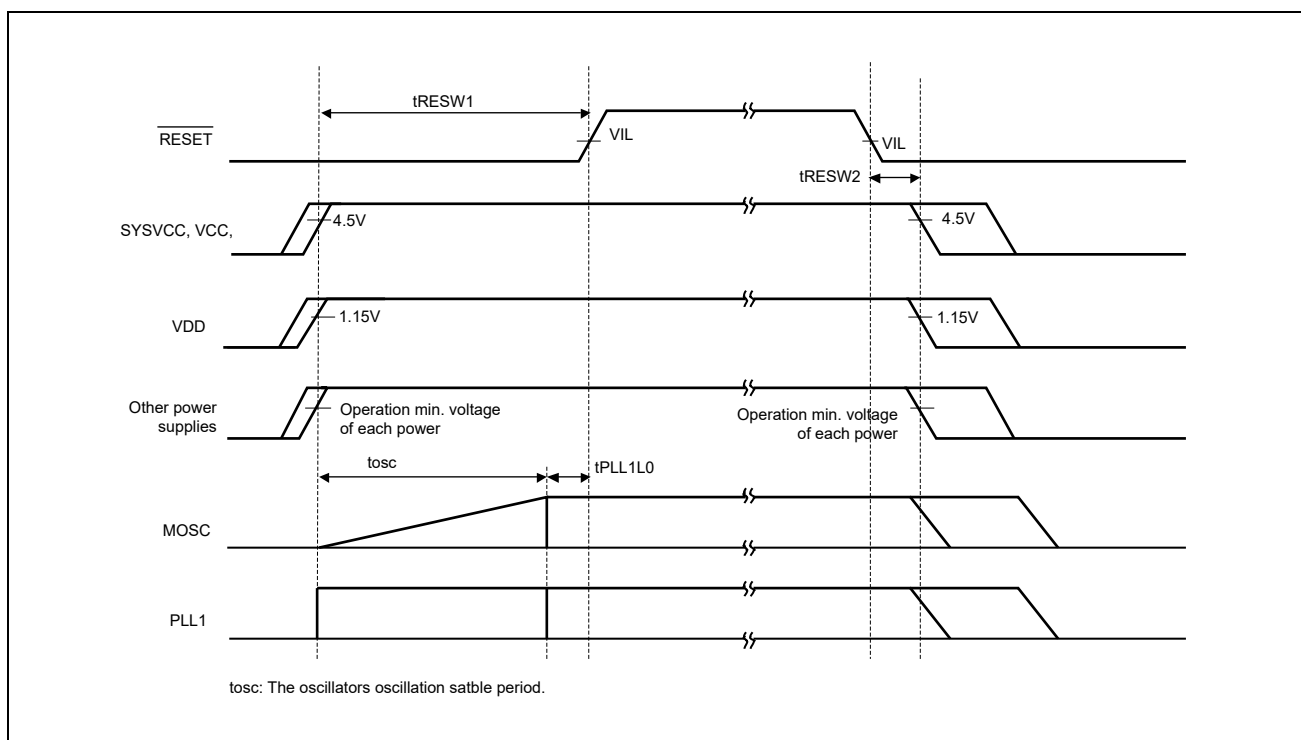 tRESW1
RESET
VIL
VIL
tRESW2
SYSVCC, VCC,
4.5V
4.5V
VDD
1.15V
1.15V
Other power
supplies
Operation min. voltage
of each power
Operation min. voltage
of each power
tosc
tPLL1L0
MOSC
PLL1
tosc: The oscillators oscillation satble period.